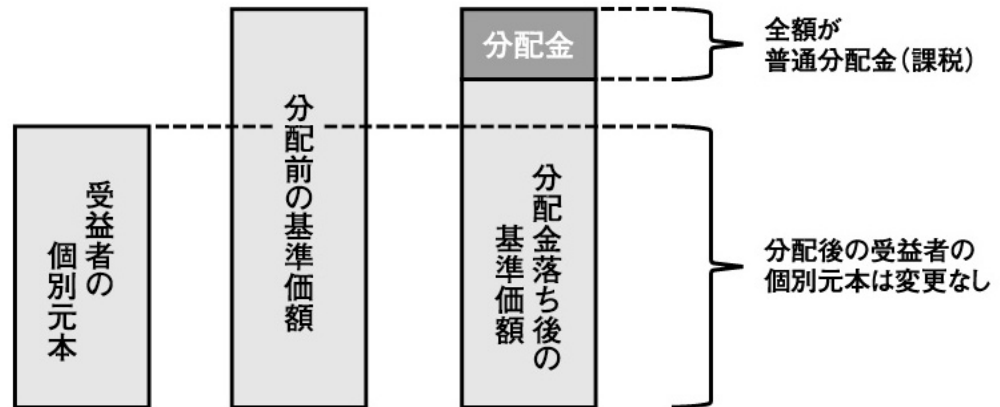 受益者の
個別元本
分配前の基準価額
分配金
分配金落ち後の
基準価額
全額が
普通分配金（課税）
分配後の受益者の
個別元本は変更なし